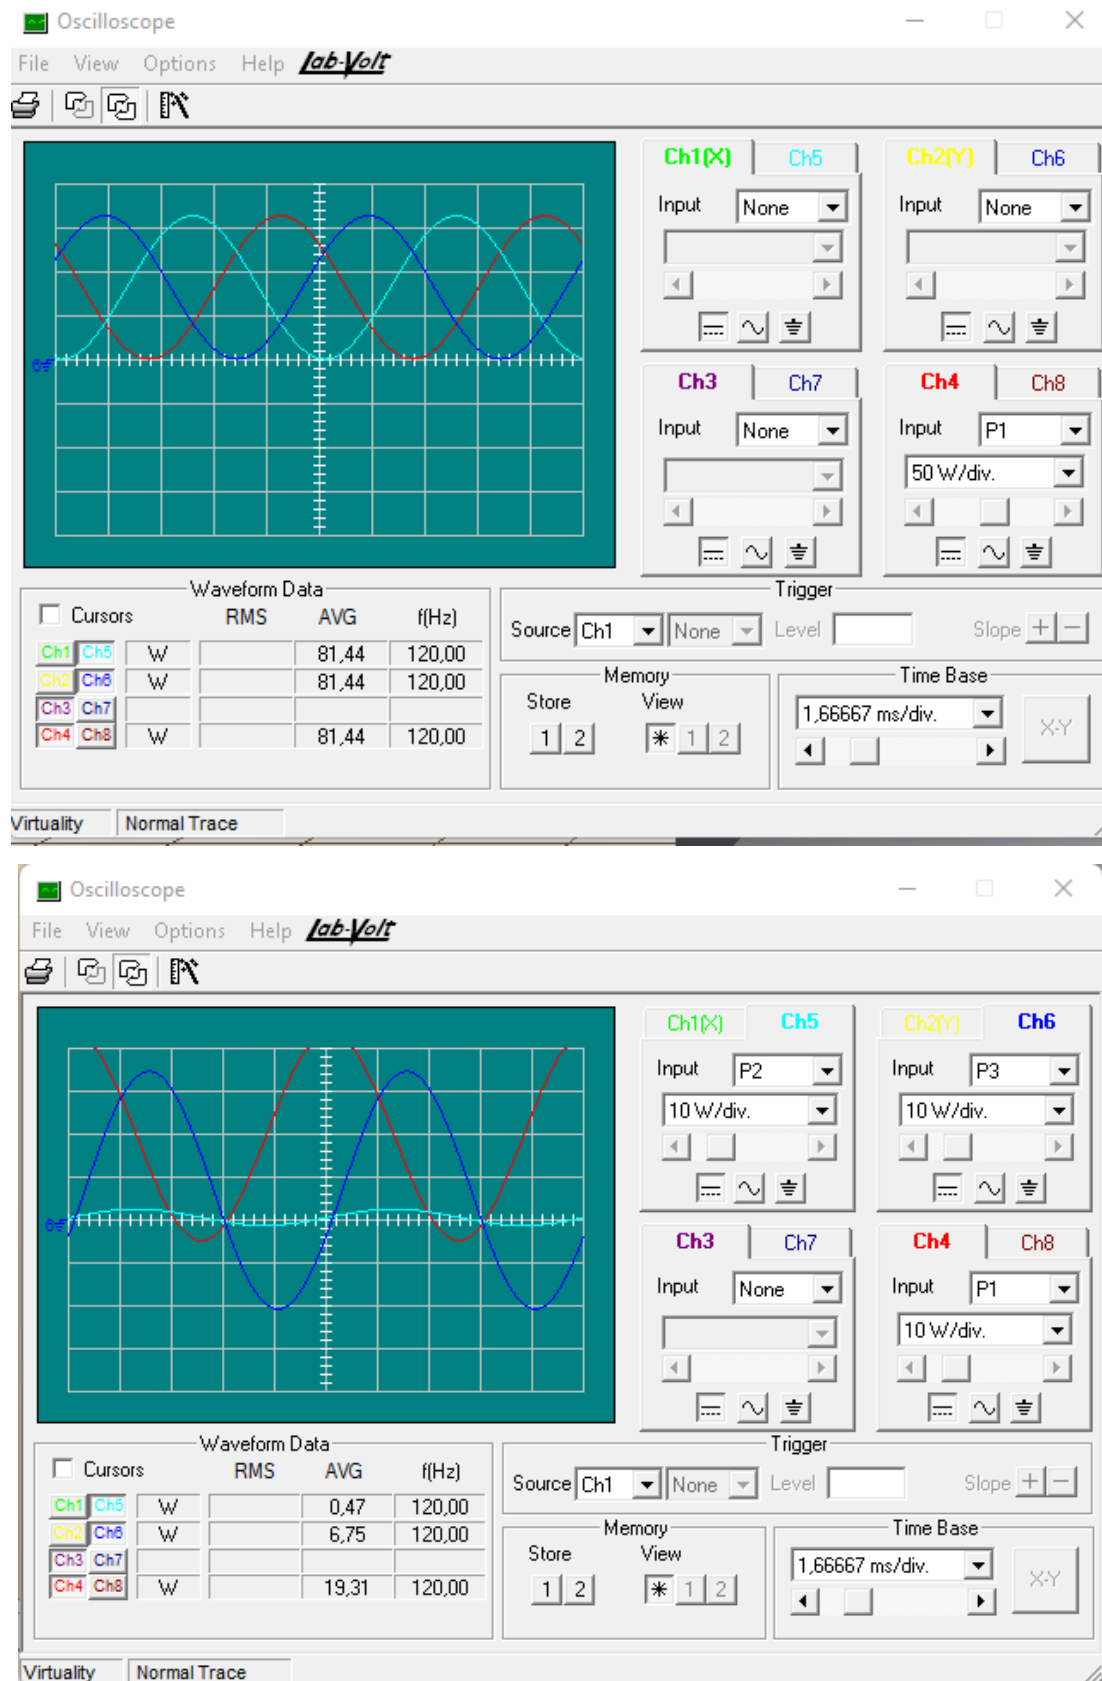 Oscilloscope
File View Options Help Lab-Volt
Ch1(X) Ch5 Ch2(Y) Ch6
Input None Input None
Ch3 Ch7 Ch4 Ch8
Input None Input P1
50 W/div.
Waveform Data
Cursors RMS AVG f(Hz)
Ch1 Ch5 W 81,44 120,00
Ch2 Ch6 W 81,44 120,00
Ch3 Ch7
Ch4 Ch8 W 81,44 120,00
Trigger
Source Ch1 None Level Slope + −
Memory
Store View
1 2 * 1 2
Time Base
1,66667 ms/div. X-Y
Virtuality Normal Trace
Oscilloscope
File View Options Help Lab-Volt
Ch1(X) Ch5 Ch2(Y) Ch6
Input P2 Input P3
10 W/div. 10 W/div.
Ch3 Ch7 Ch4 Ch8
Input None Input P1
10 W/div.
Waveform Data
Cursors RMS AVG f(Hz)
Ch1 Ch5 W 0,47 120,00
Ch2 Ch6 W 6,75 120,00
Ch3 Ch7
Ch4 Ch8 W 19,31 120,00
Trigger
Source Ch1 None Level Slope + −
Memory
Store View
1 2 * 1 2
Time Base
1,66667 ms/div. X-Y
Virtuality Normal Trace